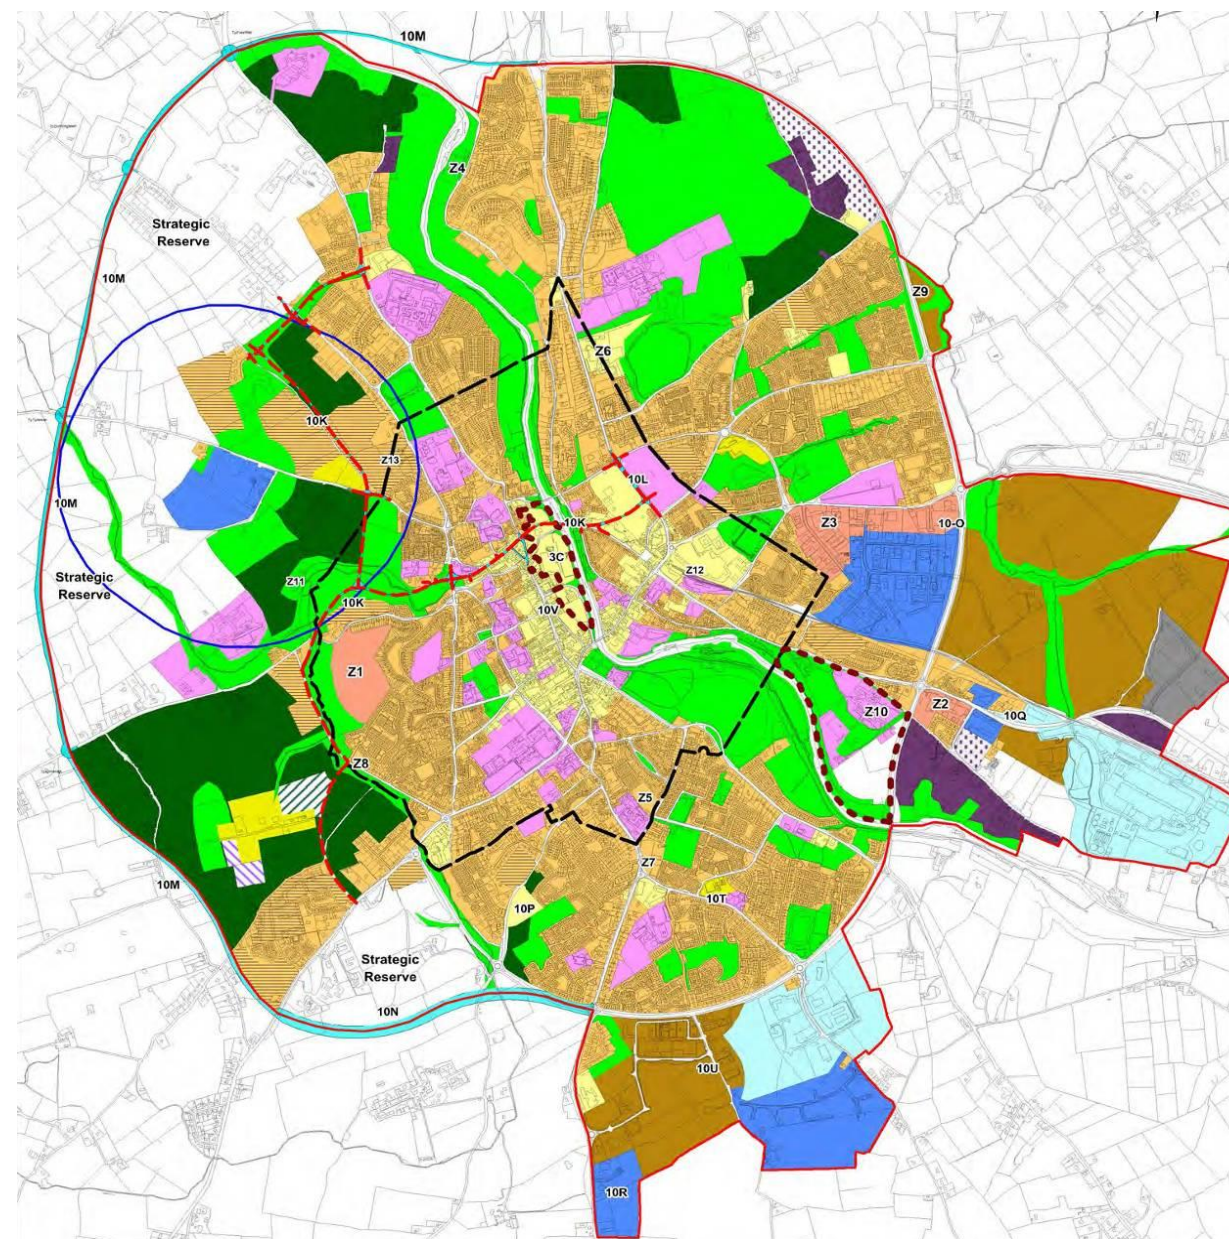 10M
Z4
Strategic
Reserve
10M
Z9
Z6
10K
Z13
10L
10M
10K
Z3
10-O
3C
Strategic
Reserve
Z11
Z12
10K
10V
Z1
Z10
Z2
10Q
Z8
Z5
Z7
10M
10T
10P
Strategic
Reserve
10N
10U
10R